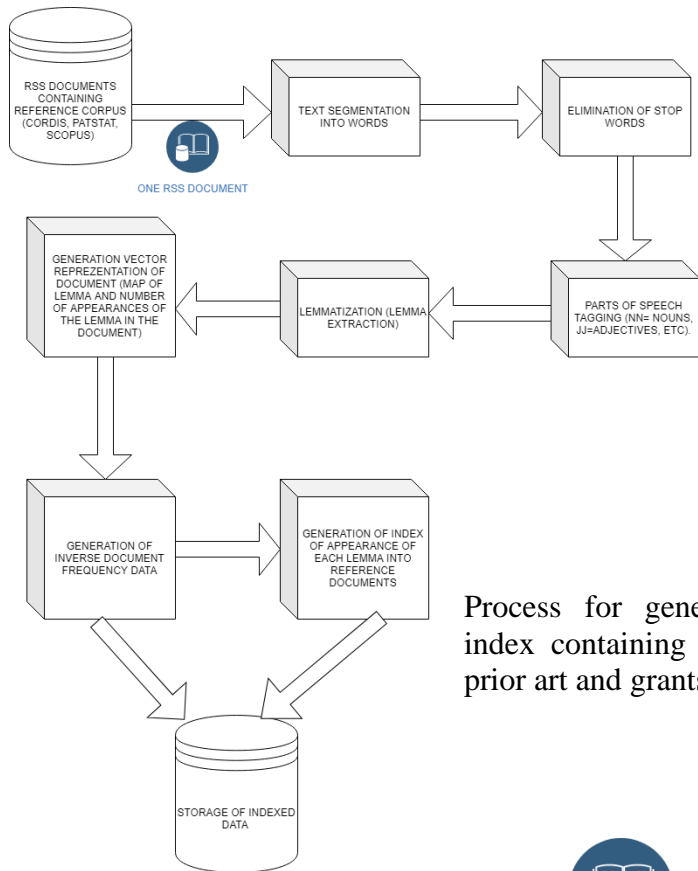 RSS DOCUMENTS
CONTAINING
REFERENCE CORPUS
(CORDIS, PATSTAT,
SCOPUS)
ONE RSS DOCUMENT
TEXT SEGMENTATION
INTO WORDS
ELIMINATION OF STOP
WORDS
PARTS OF SPEECH
TAGGING (NN= NOUNS,
JJ=ADJECTIVES, ETC).
LEMMATIZATION (LEMMA
EXTRACTION)
GENERATION VECTOR
REPREZENTATION OF
DOCUMENT (MAP OF
LEMMA AND NUMBER
OF APPEARANCES OF
THE LEMMA IN THE
DOCUMENT)
GENERATION OF
INVERSE DOCUMENT
FREQUENCY DATA
GENERATION OF INDEX
OF APPEARANCE OF
EACH LEMMA INTO
REFERENCE
DOCUMENTS
STORAGE OF INDEXED
DATA
Process for gene
index containing
prior art and grants